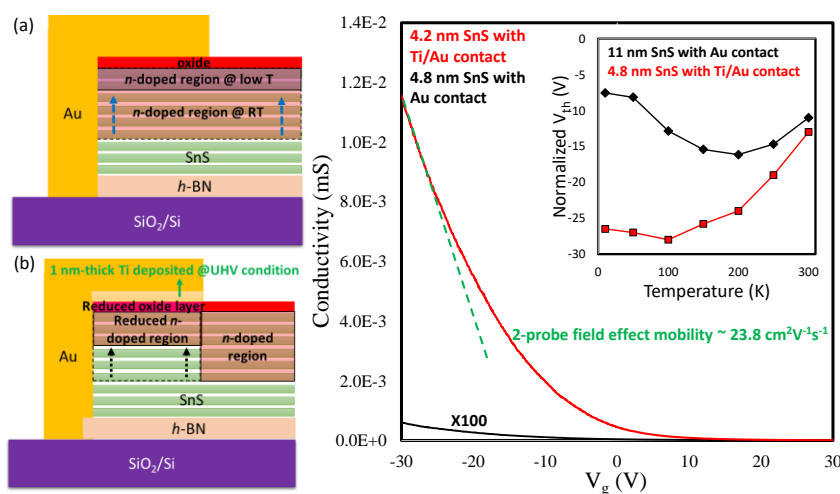 (a)
oxide
n-doped region @ low T
Au
n-doped region @ RT
SnS
h-BN
SiO2/Si
(b)
1 nm-thick Ti deposited @UHV condition
Reduced oxide layer
Reduced n-
doped region
n-doped
region
Au
SnS
h-BN
SiO2/Si
Conductivity (mS)
1.4E-2
1.2E-2
1.0E-2
8.0E-3
6.0E-3
4.0E-3
2.0E-3
0.0E+0
4.2 nm SnS with
Ti/Au contact
4.8 nm SnS with
Au contact
2-probe field effect mobility ~ 23.8 cm²V⁻¹s⁻¹
X100
-30
-20
-10
0
10
20
30
Vg (V)
Normalized Vth (V)
0
-5
-10
-15
-20
-25
-30
11 nm SnS with Au contact
4.8 nm SnS with Ti/Au contact
0
100
200
300
Temperature (K)